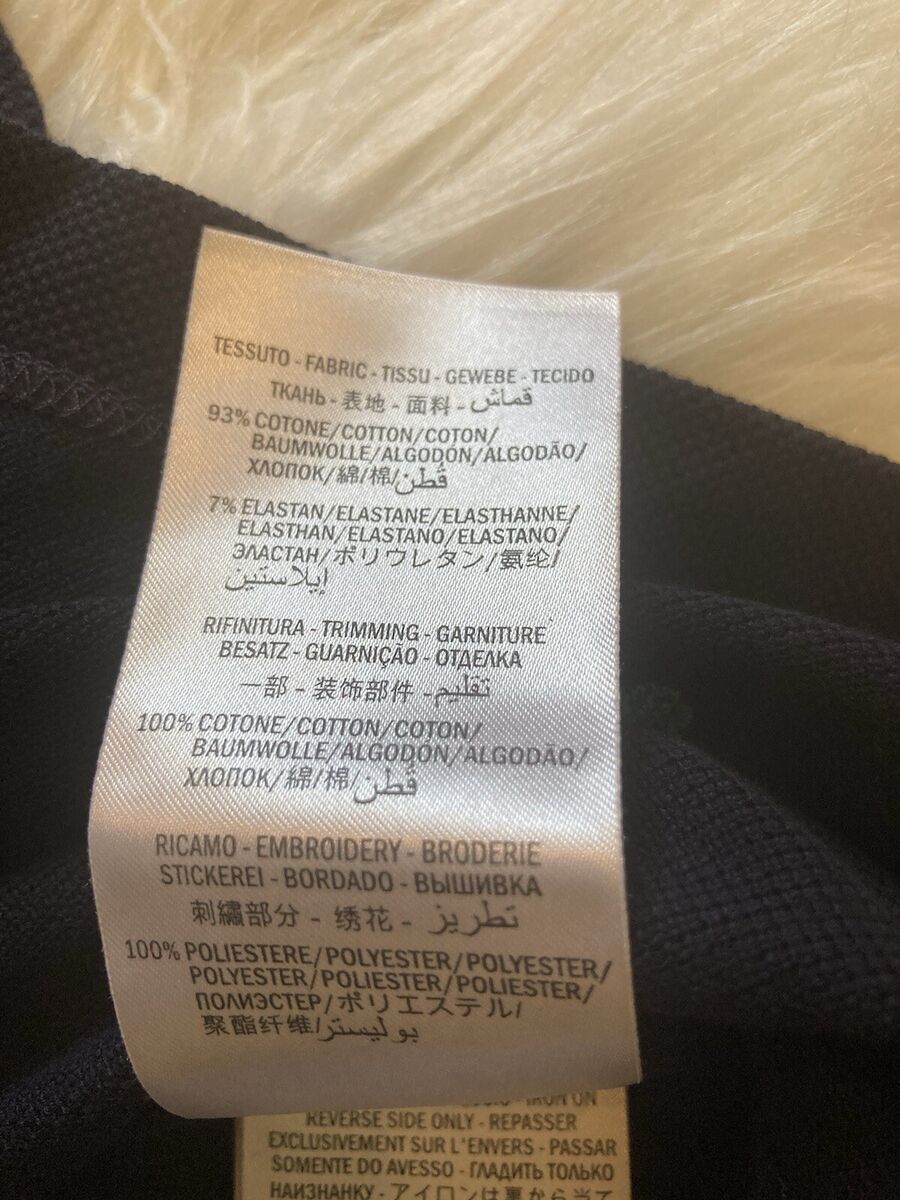 TESSUTO - FABRIC - TISSU - GEWEBE - TECIDO
ТКАНЬ - 表地 - 面料 - قماش
93% COTONE/COTTON/COTON/
BAUMWOLLE/ALGODÓN/ALGODÃO/
ХЛОПОК/綿/棉/قُطن
7% ELASTAN/ELASTANE/ELASTHANNE/
ELASTHAN/ELASTANO/ELASTANO/
ЭЛАСТАН/ポリウレタン/氨纶/
إيلاستين
RIFINITURA - TRIMMING - GARNITURE
BESATZ - GUARNIÇÃO - ОТДЕЛКА
一部 - 装饰部件 - تقليم
100% COTONE/COTTON/COTON/
BAUMWOLLE/ALGODÓN/ALGODÃO/
ХЛОПОК/綿/棉/قُطن
RICAMO - EMBROIDERY - BRODERIE
STICKEREI - BORDADO - ВЫШИВКА
刺繍部分 - 绣花 - تطريز
100% POLIESTERE/POLYESTER/POLYESTER/
POLYESTER/POLIESTER/POLIESTER/
ПОЛИЭСТЕР/ポリエステル/
聚酯纤维/بوليستر
IRON ON
REVERSE SIDE ONLY - REPASSER
EXCLUSIVEMENT SUR L'ENVERS - PASSAR
SOMENTE DO AVESSO - ГЛАДИТЬ ТОЛЬКО
НАИЗНАНКУ - アイロンは裏から当て